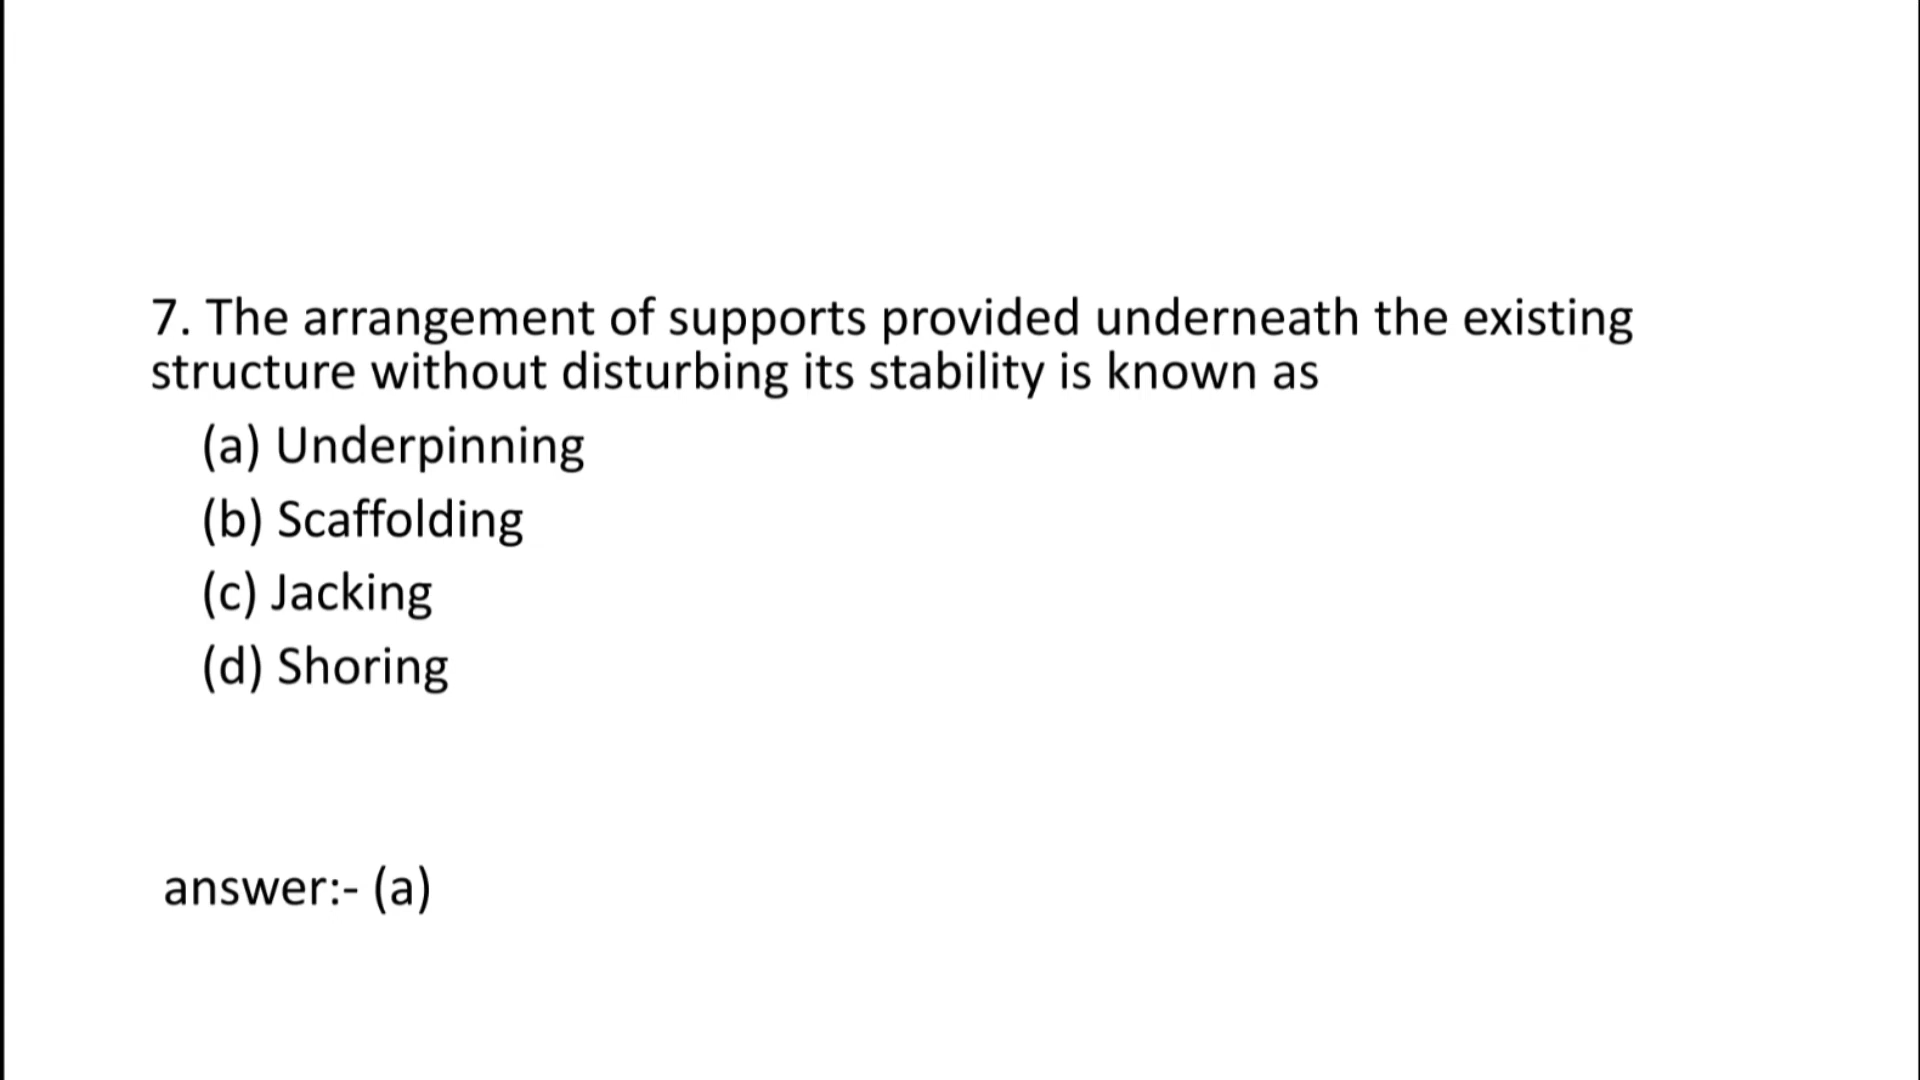 7. The arrangement of supports provided underneath the existing
structure without disturbing its stability is known as
(a) Underpinning
(b) Scaffolding
(c) Jacking
(d) Shoring
answer:- (a)